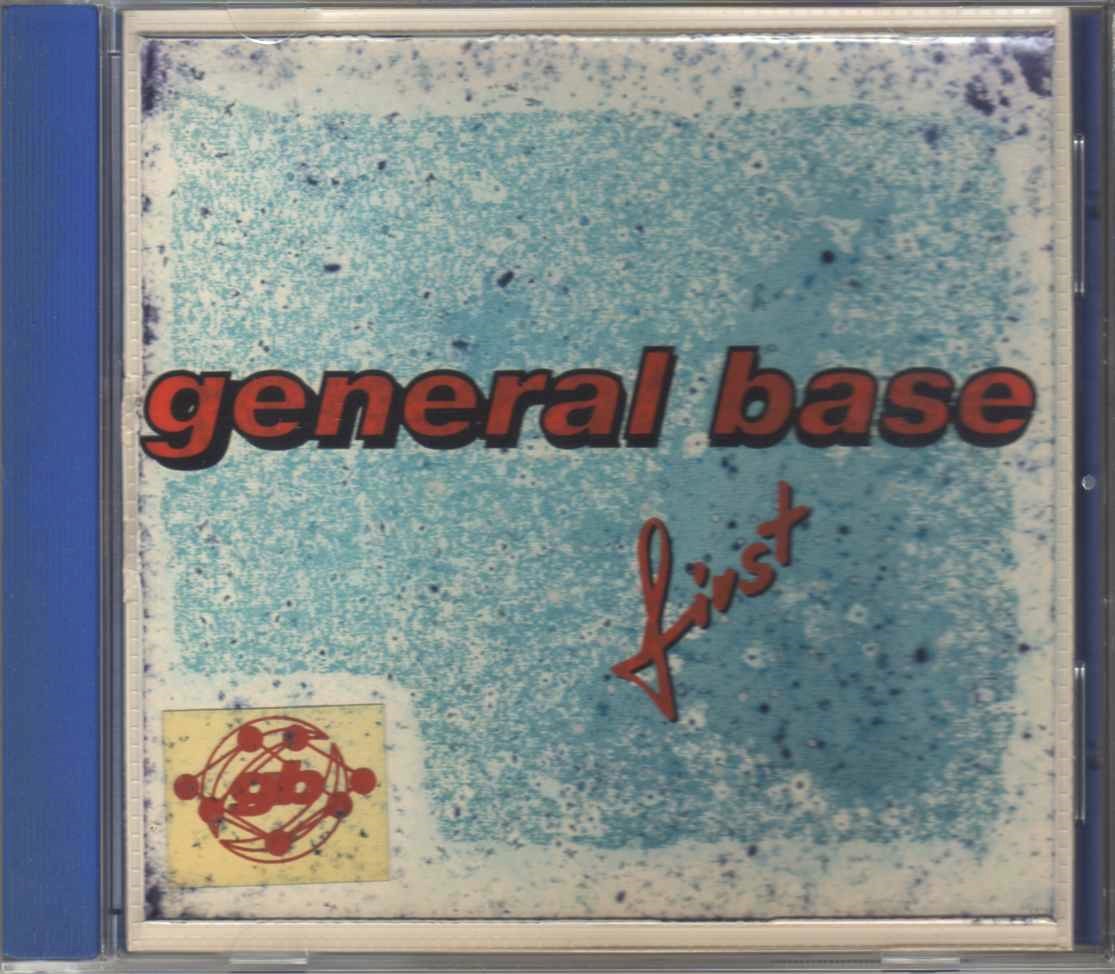 general base
first
gb